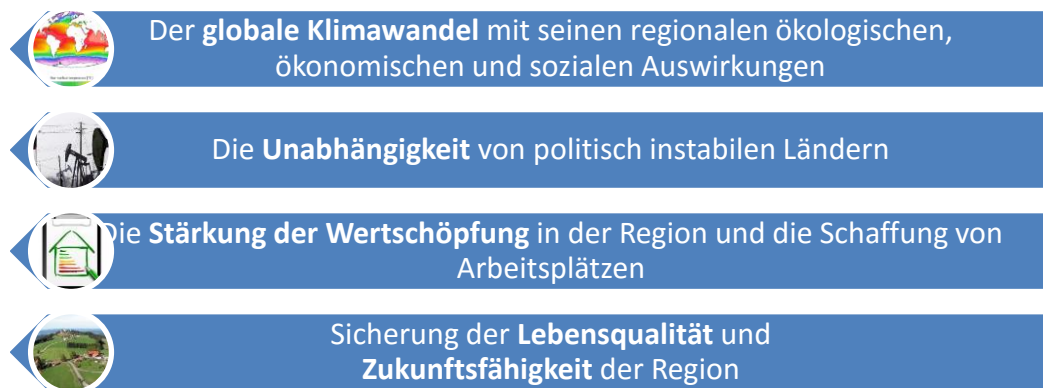 Der globale Klimawandel mit seinen regionalen ökologischen,
ökonomischen und sozialen Auswirkungen
Die Unabhängigkeit von politisch instabilen Ländern
Die Stärkung der Wertschöpfung in der Region und die Schaffung von
Arbeitsplätzen
Sicherung der Lebensqualität und
Zukunftsfähigkeit der Region